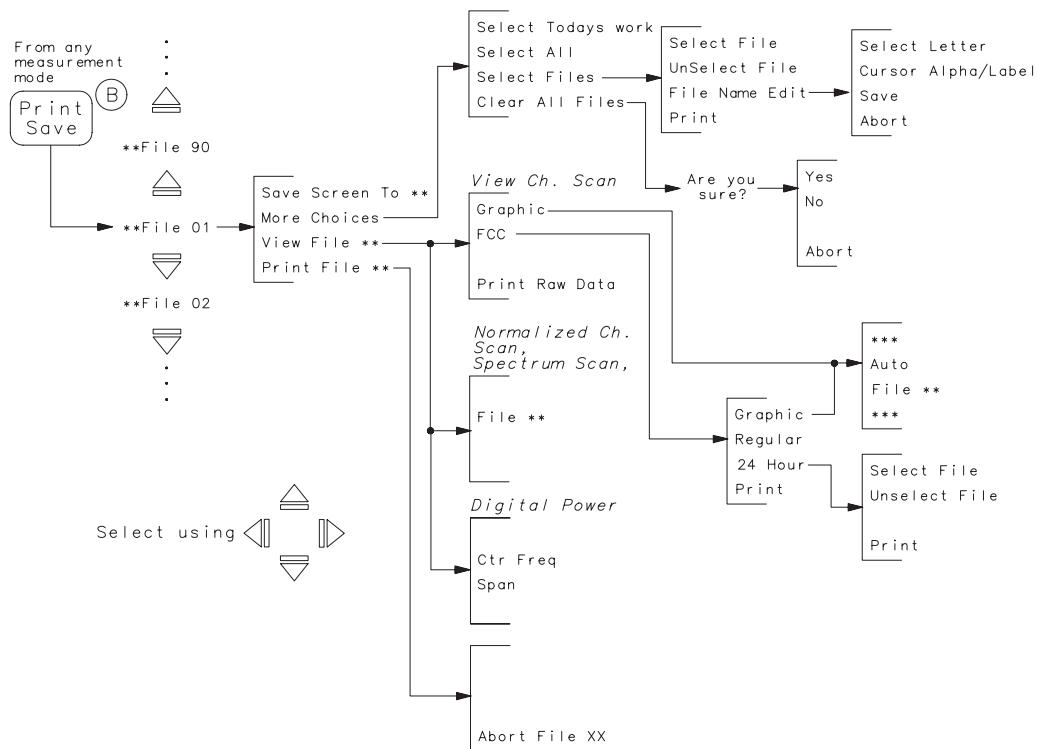 From any
measurement
mode
Print
Save
B
**File 90
**File 01
**File 02
Select using
Save Screen To **
More Choices
View File **
Print File **
Select Todays work
Select All
Select Files
Clear All Files
Select File
UnSelect File
File Name Edit
Print
Select Letter
Cursor Alpha/Label
Save
Abort
Are you
sure?
Yes
No
Abort
View Ch. Scan
Graphic
FCC
Print Raw Data
Normalized Ch.
Scan,
Spectrum Scan,
File **
Digital Power
Ctr Freq
Span
Abort File XX
Graphic
Regular
24 Hour
Print
***
Auto
File **
***
Select File
Unselect File
Print